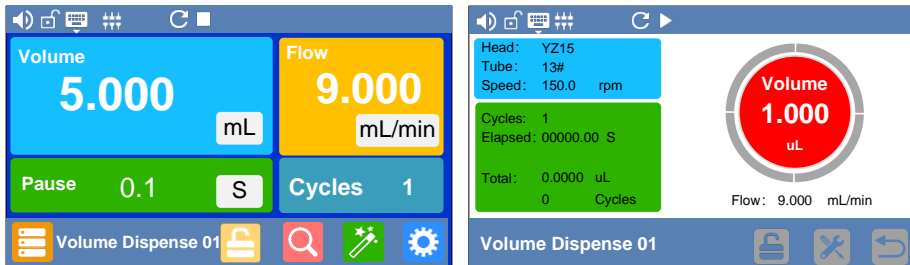 Volume
5.000
mL
Flow
9.000
mL/min
Pause 0.1 S
Cycles 1
Volume Dispense 01
Head: YZ15
Tube: 13#
Speed: 150.0 rpm
Cycles: 1
Elapsed: 00000.00 S
Total: 0.0000 uL
0 Cycles
Volume
1.000
uL
Flow: 9.000 mL/min
Volume Dispense 01